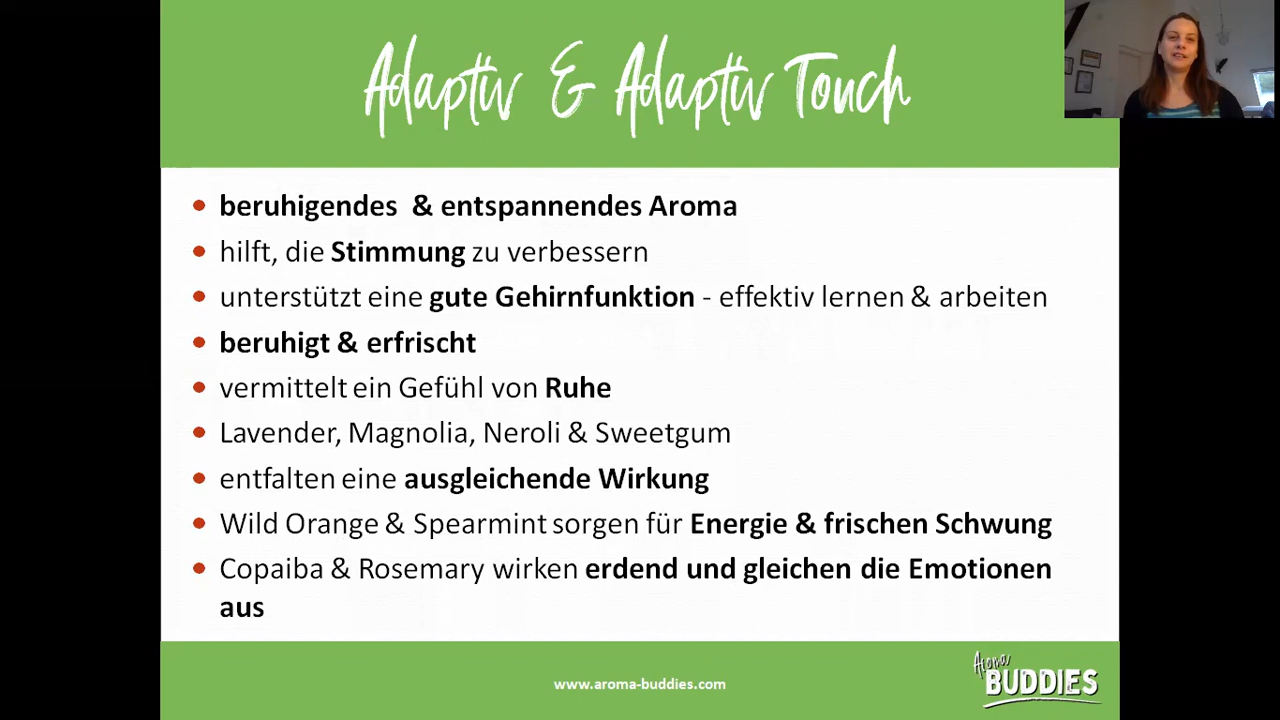 Adaptiv & Adaptiv Touch
beruhigendes & entspannendes Aroma
hilft, die Stimmung zu verbessern
unterstützt eine gute Gehirnfunktion - effektiv lernen & arbeiten
beruhigt & erfrischt
vermittelt ein Gefühl von Ruhe
Lavender, Magnolia, Neroli & Sweetgum
entfalten eine ausgleichende Wirkung
Wild Orange & Spearmint sorgen für Energie & frischen Schwung
Copaiba & Rosemary wirken erdend und gleichen die Emotionen
aus
www.aroma-buddies.com
Aroma
BUDDIES